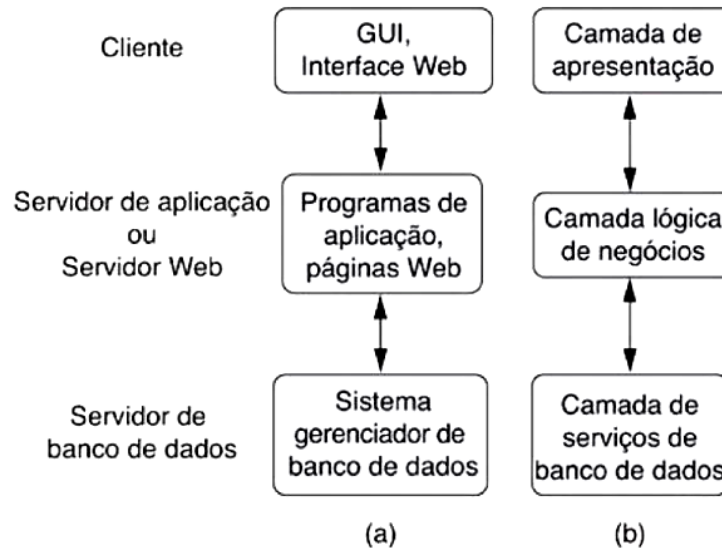 Cliente
GUI,
Interface Web
Camada de
apresentação
Servidor de aplicação
ou
Servidor Web
Programas de
aplicação,
páginas Web
Camada lógica
de negócios
Servidor de
banco de dados
Sistema
gerenciador de
banco de dados
Camada de
serviços de
banco de dados
(a)
(b)